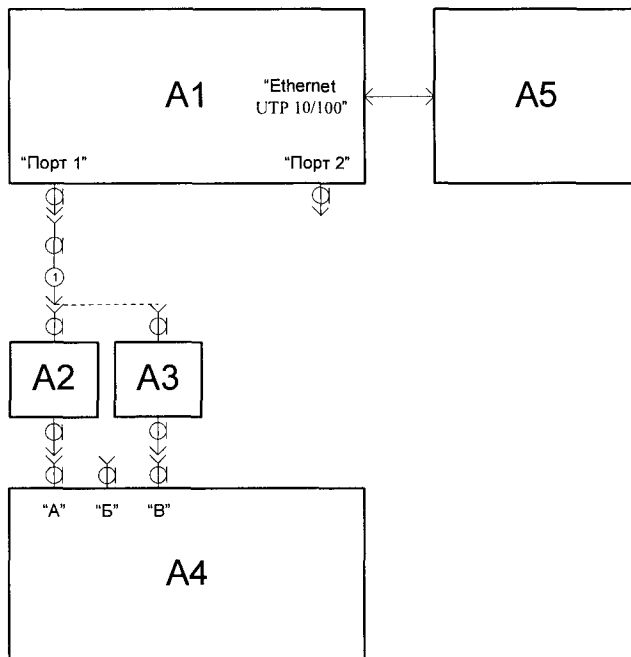 A1
"Ethernet
UTP 10/100"
A5
"Порт 1"
"Порт 2"
1
A2
A3
"А"
"Б"
"В"
A4